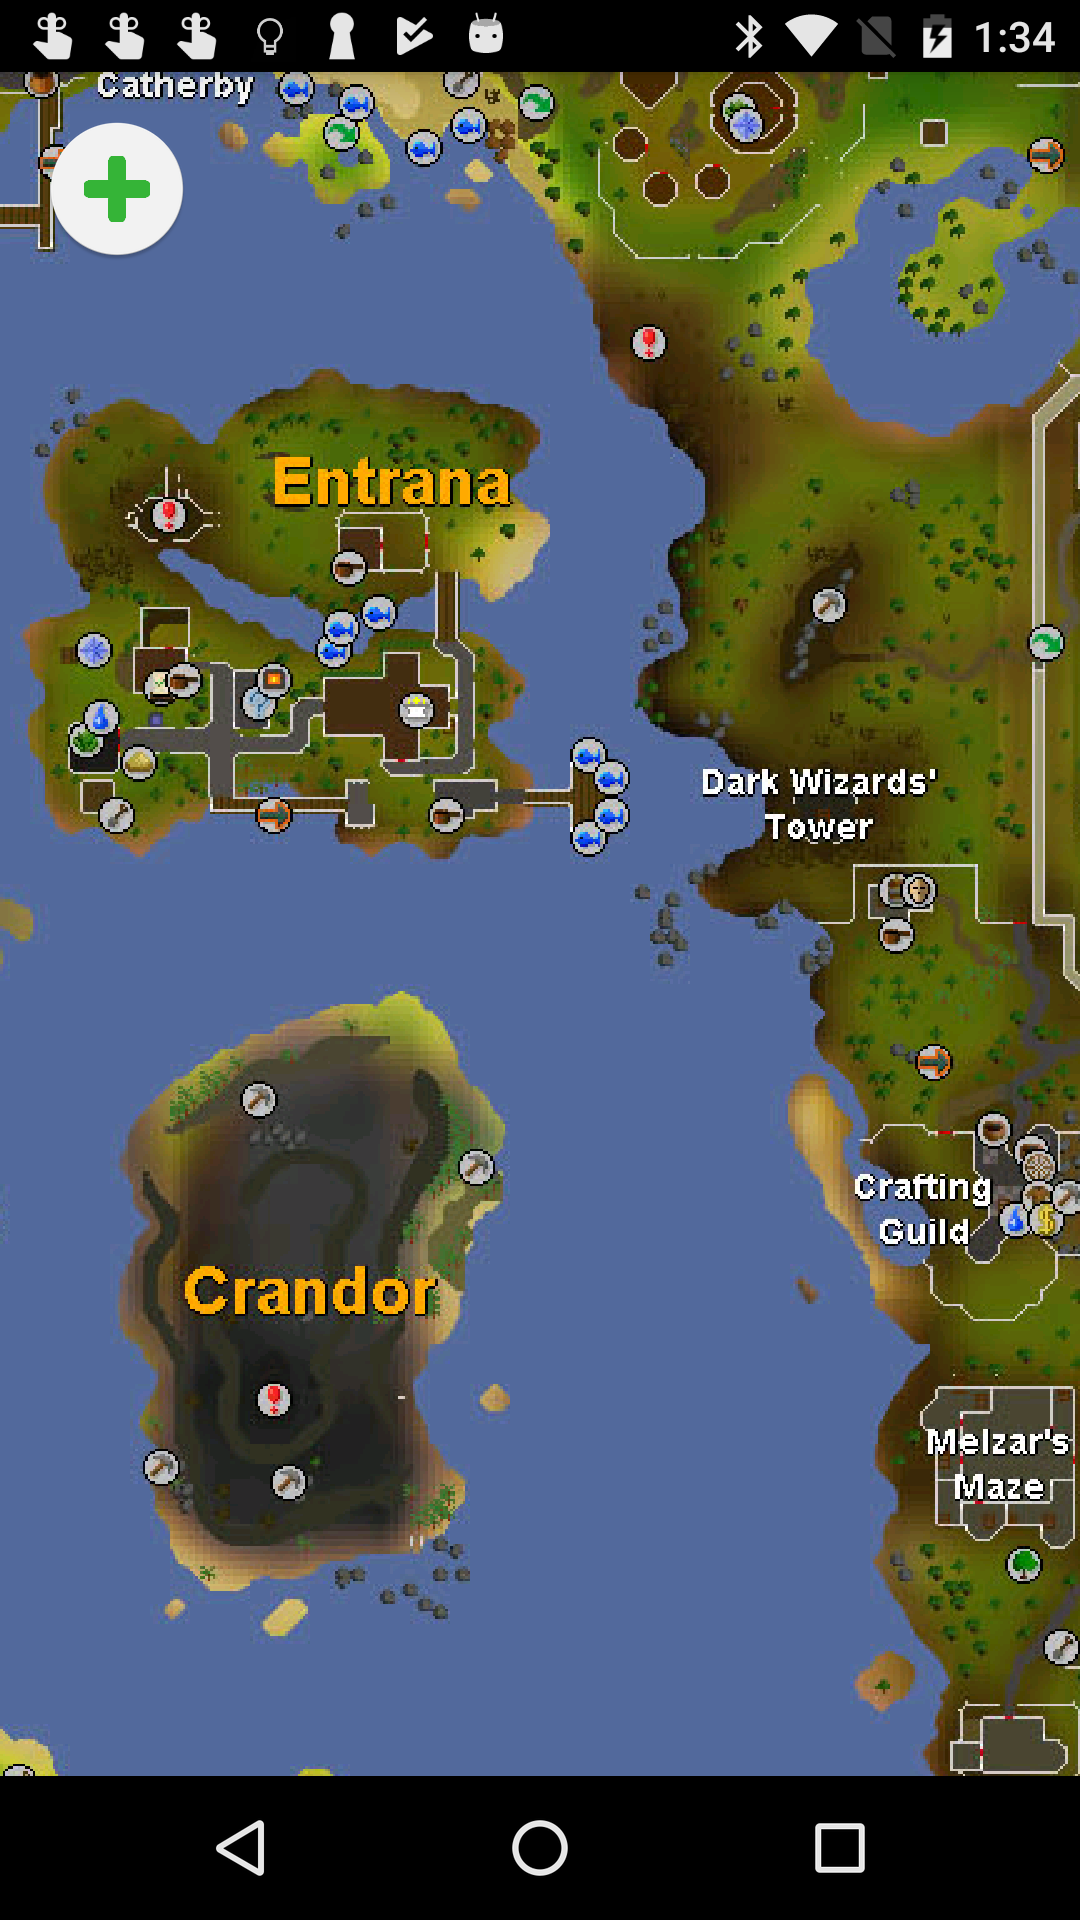 1:34
Catherby
Entrana
Dark Wizards'
Tower
Crafting
Guild
Crandor
Melzar's
Maze